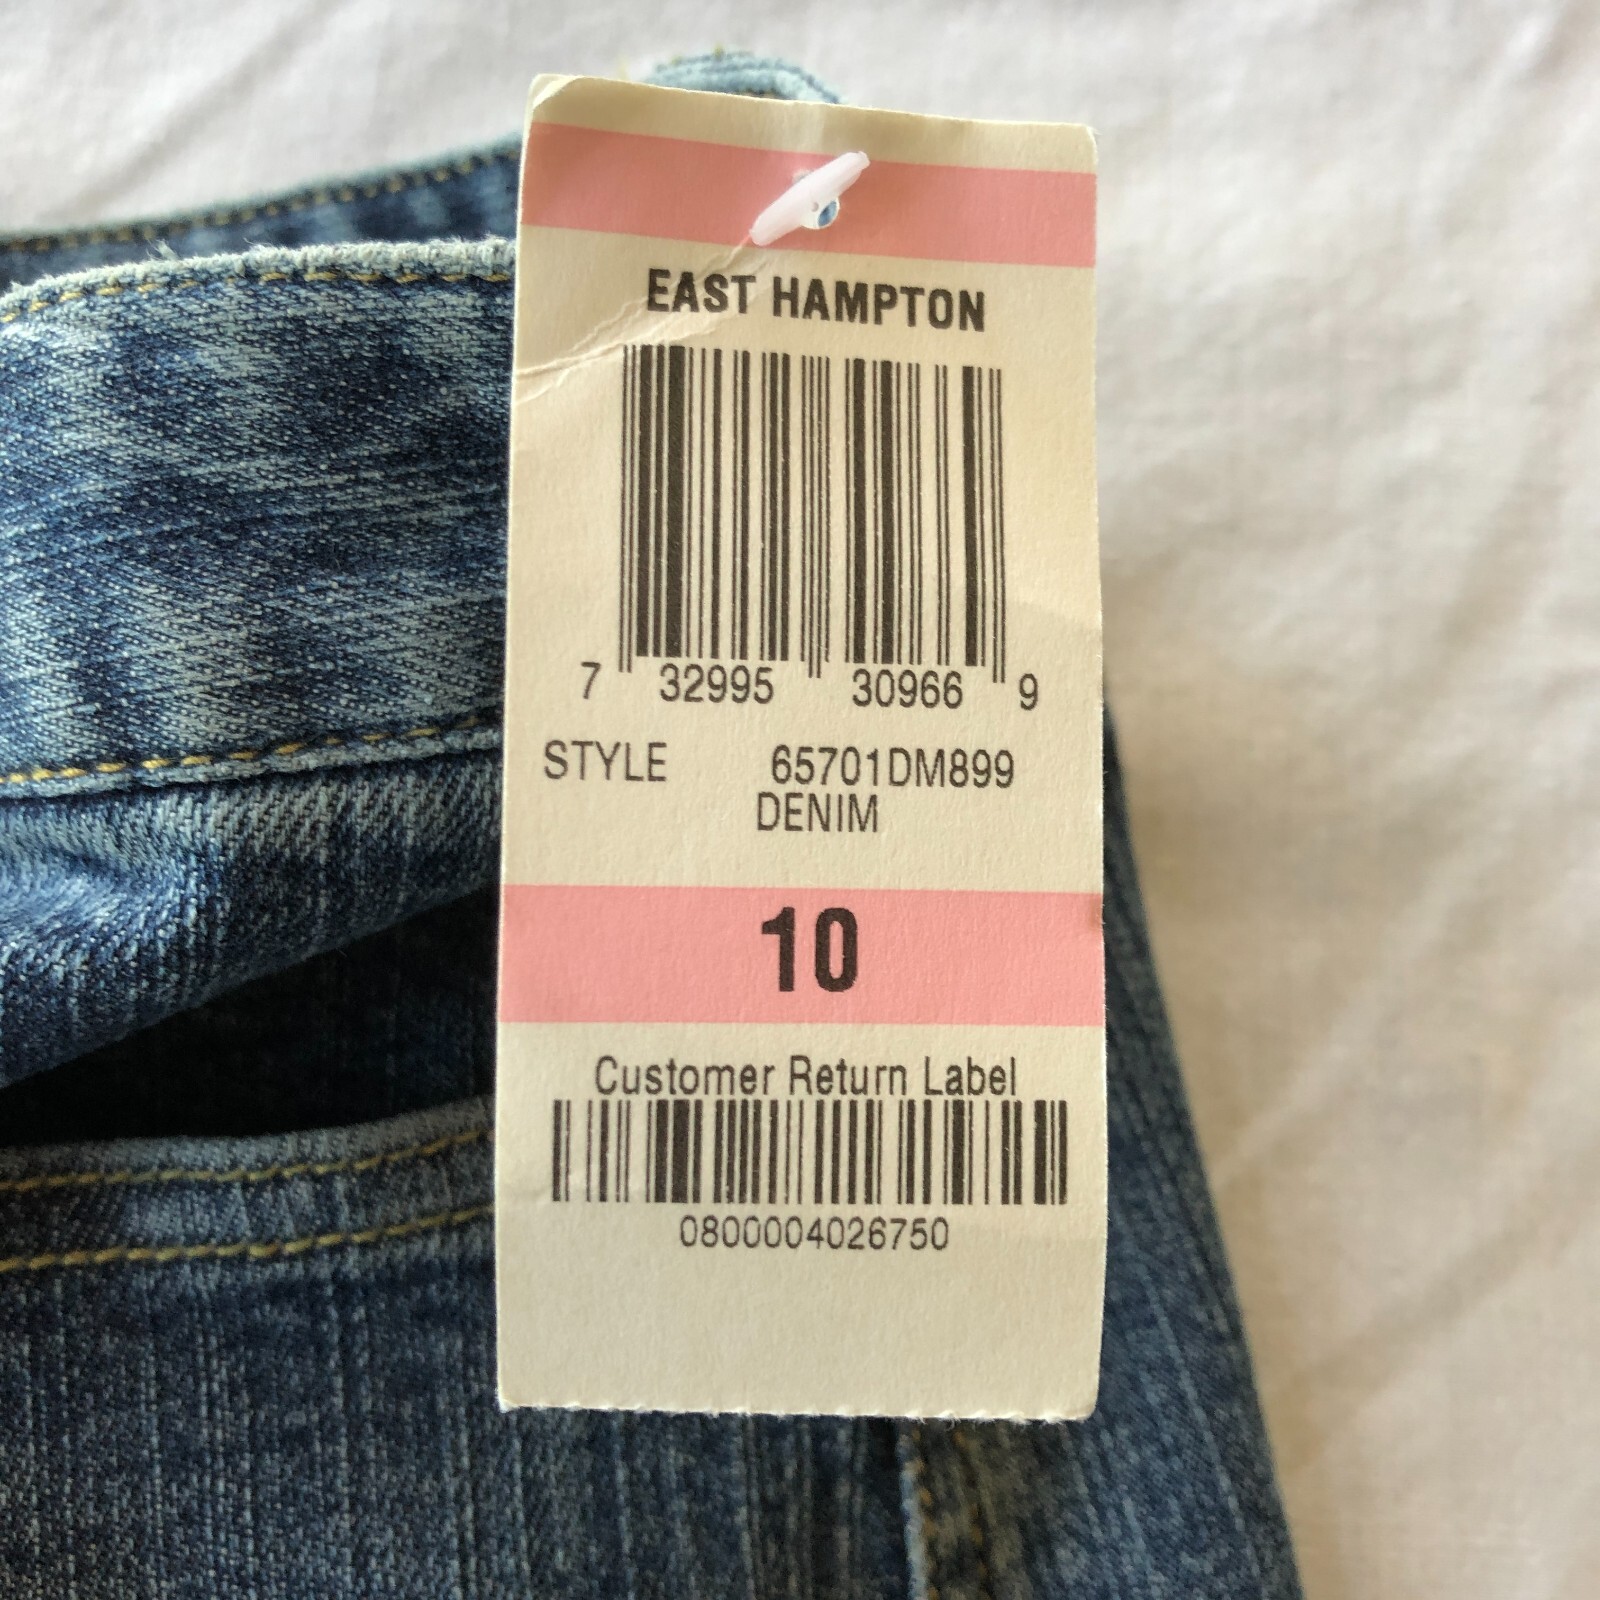 EAST HAMPTON
7 32995 30966 9
STYLE 65701DM899
DENIM
10
Customer Return Label
0800004026750